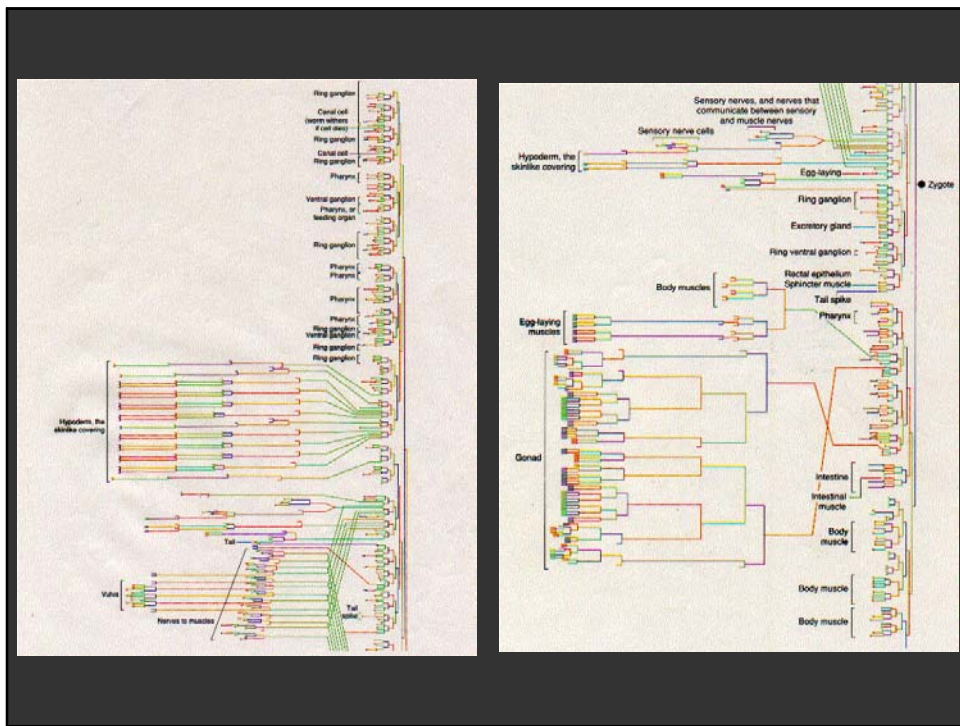 Ring ganglion
Canal cell
(worm withers
if cell dies)
Ring ganglion
Canal cell
Ring ganglion
Pharynx
Ventral ganglion
Pharynx, or
feeding organ
Ring ganglion
Pharynx
Pharynx
Pharynx
Pharynx
Ring ganglion
Ventral ganglion
Ring ganglion
Ring ganglion
Hypoderm, the
skinlike covering
Tail
Vulva
Nerves to muscles
Tail
spike
Sensory nerves, and nerves that
communicate between sensory
and muscle nerves
Sensory nerve cells
Hypoderm, the
skinlike covering
Egg-laying
Zygote
Ring ganglion
Excretory gland
Ring ventral ganglion
Rectal epithelium
Sphincter muscle
Body muscles
Tail spike
Pharynx
Egg-laying
muscles
Gonad
Intestine
Intestinal
muscle
Body
muscle
Body muscle
Body muscle